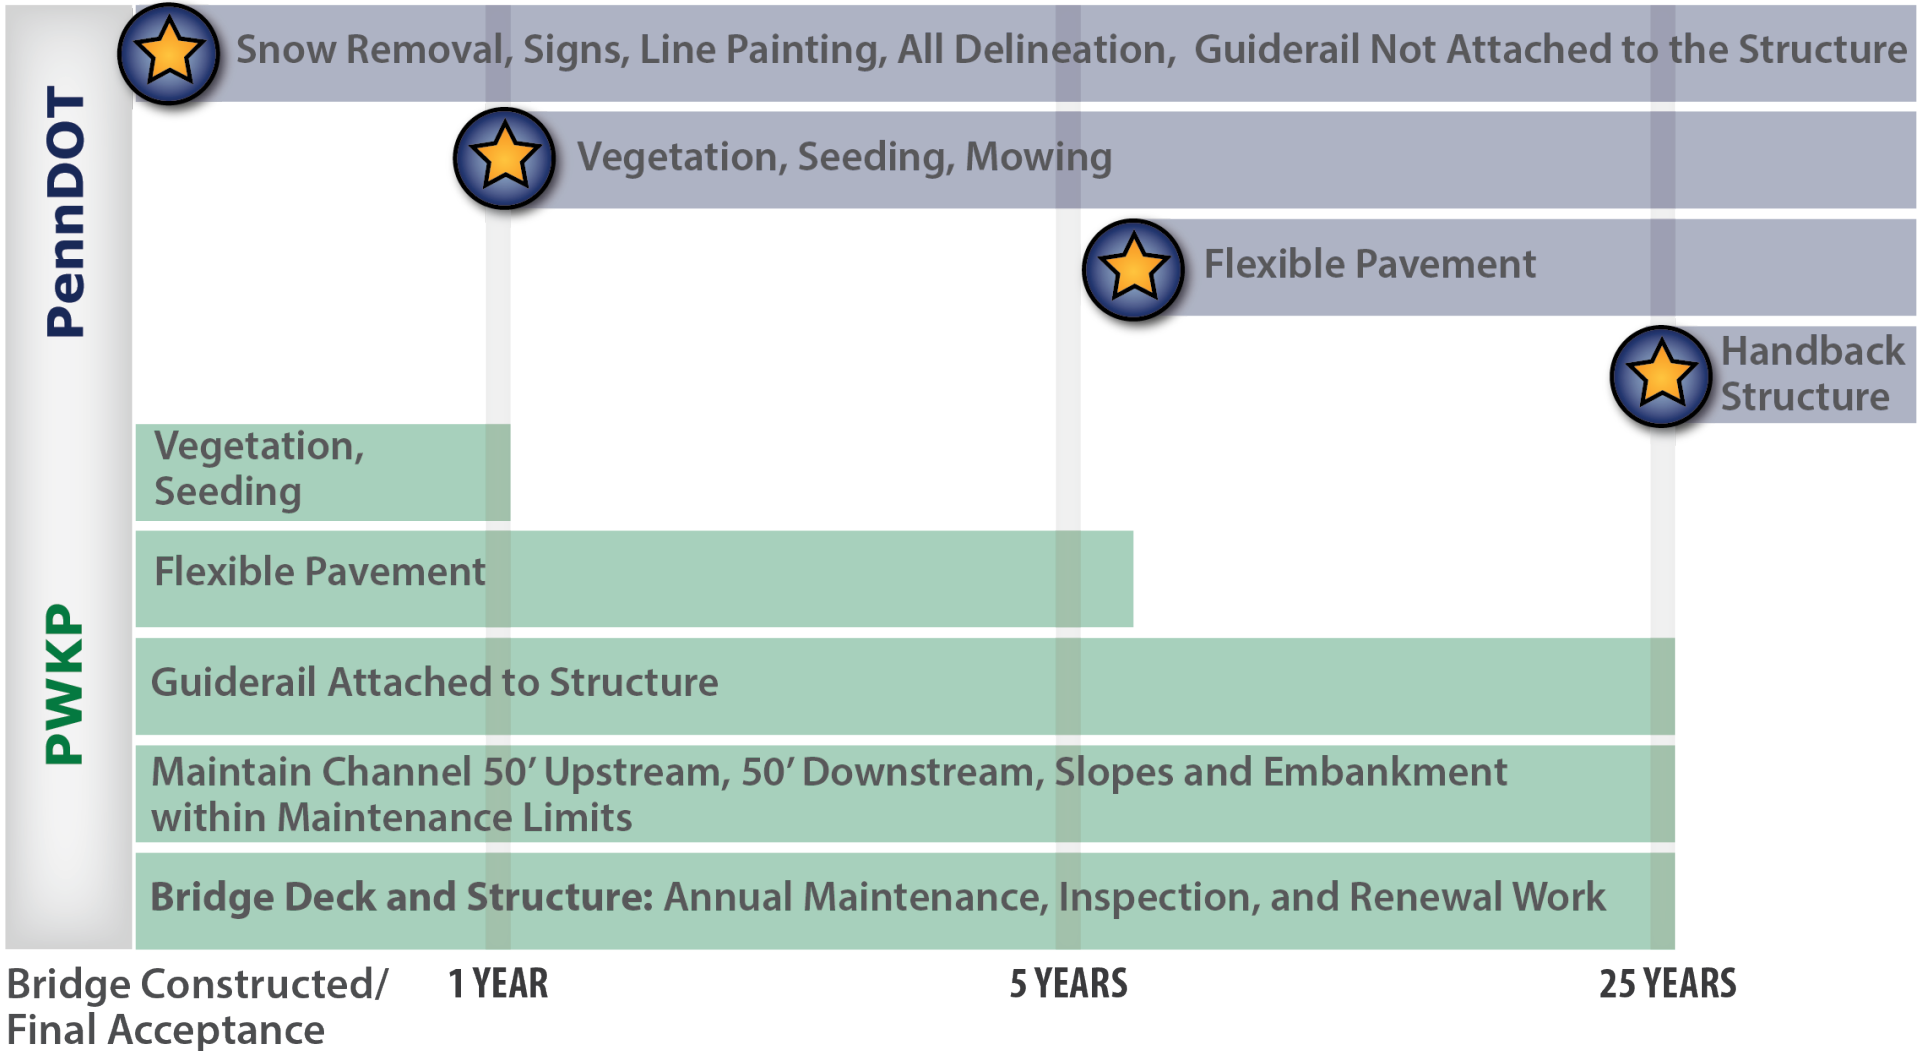 PennDOT
Snow Removal, Signs, Line Painting, All Delineation, Guiderail Not Attached to the Structure
Vegetation, Seeding, Mowing
Flexible Pavement
Handback
Structure
PWKP
Vegetation,
Seeding
Flexible Pavement
Guiderail Attached to Structure
Maintain Channel 50’ Upstream, 50’ Downstream, Slopes and Embankment
within Maintenance Limits
Bridge Deck and Structure: Annual Maintenance, Inspection, and Renewal Work
Bridge Constructed/
Final Acceptance
1 YEAR
5 YEARS
25 YEARS